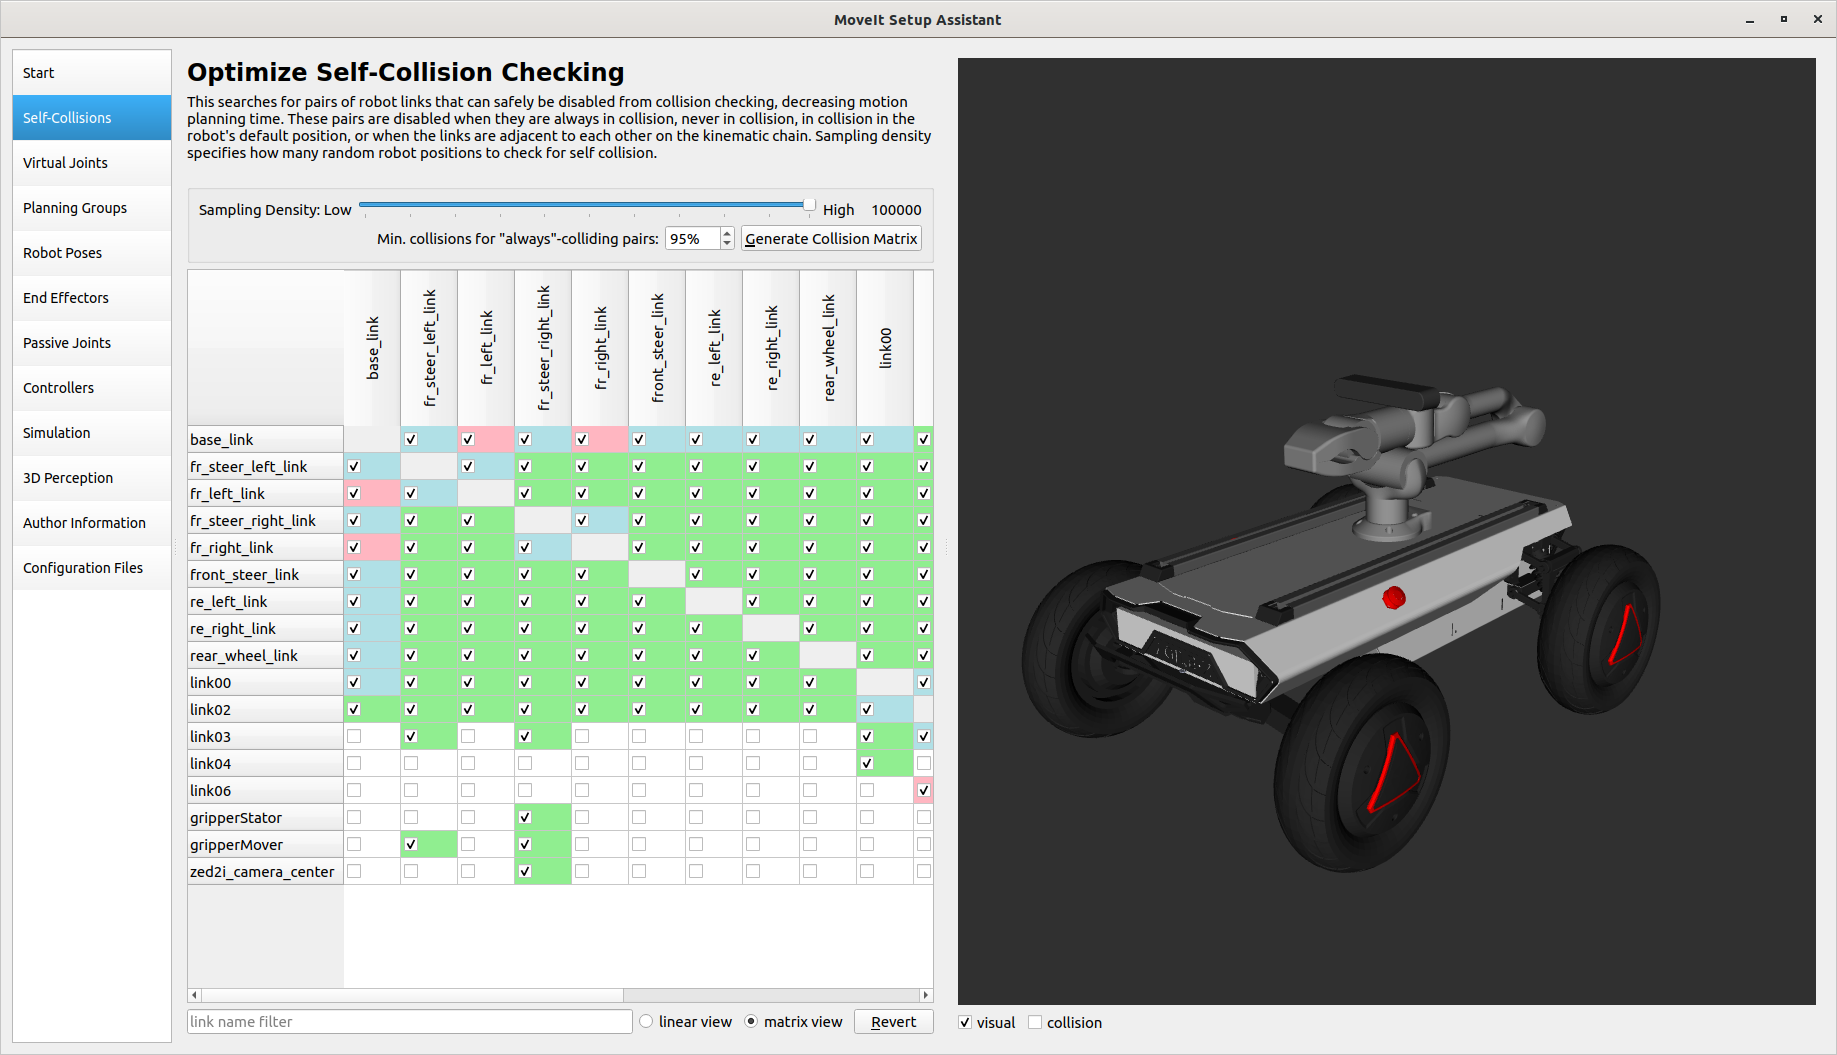 MoveIt Setup Assistant
Start
Self-Collisions
Virtual Joints
Planning Groups
Robot Poses
End Effectors
Passive Joints
Controllers
Simulation
3D Perception
Author Information
Configuration Files
Optimize Self-Collision Checking
This searches for pairs of robot links that can safely be disabled from collision checking, decreasing motion
planning time. These pairs are disabled when they are always in collision, never in collision, in collision in the
robot's default position, or when the links are adjacent to each other on the kinematic chain. Sampling density
specifies how many random robot positions to check for self collision.
Sampling Density: Low High 100000
Min. collisions for "always"-colliding pairs: 95% Generate Collision Matrix
base_link
fr_steer_left_link
fr_left_link
fr_steer_right_link
fr_right_link
front_steer_link
re_left_link
re_right_link
rear_wheel_link
link00
base_link
fr_steer_left_link
fr_left_link
fr_steer_right_link
fr_right_link
front_steer_link
re_left_link
re_right_link
rear_wheel_link
link00
link02
link03
link04
link06
gripperStator
gripperMover
zed2i_camera_center
link name filter linear view matrix view Revert
visual collision